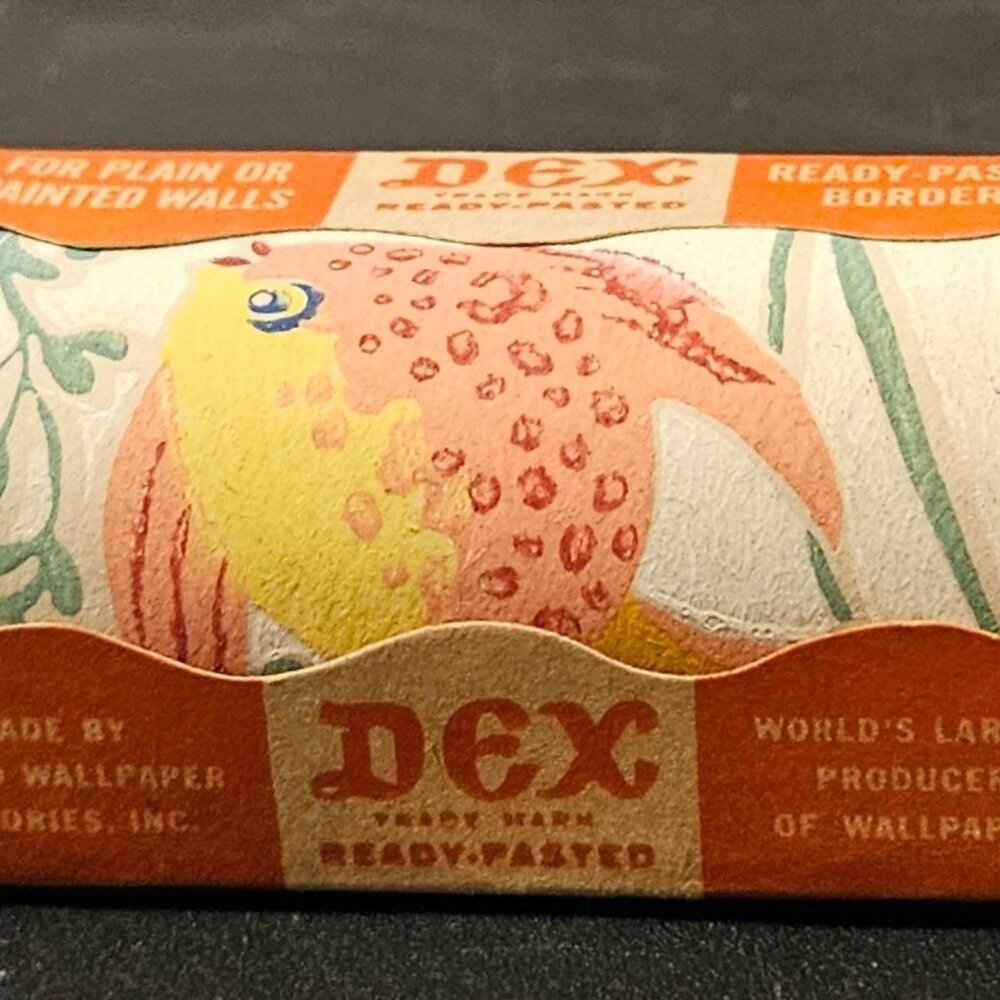 FOR PLAIN OR
AINTED WALLS
DEX
TRADE MARK
READY-PASTED
READY-PAS
BORDER
ADE BY
WALLPAPER
ORIES, INC.
DEX
TRADE MARK
READY-PASTED
WORLD'S LAR
PRODUCER
OF WALLPAP